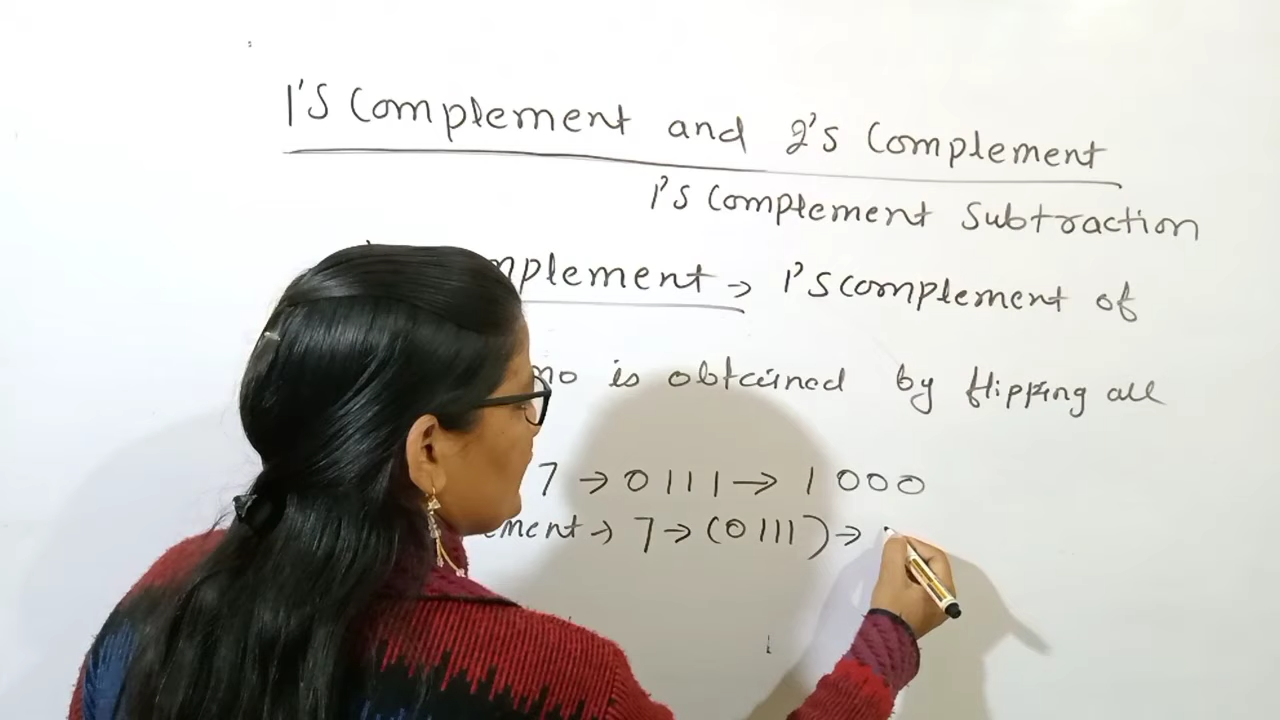 1's Complement and 2's Complement
1's Complement Subtraction
mplement → 1's complement of
no is obtained by flipping all
7 → 0111 → 1000
ement → 7 → (0111) →